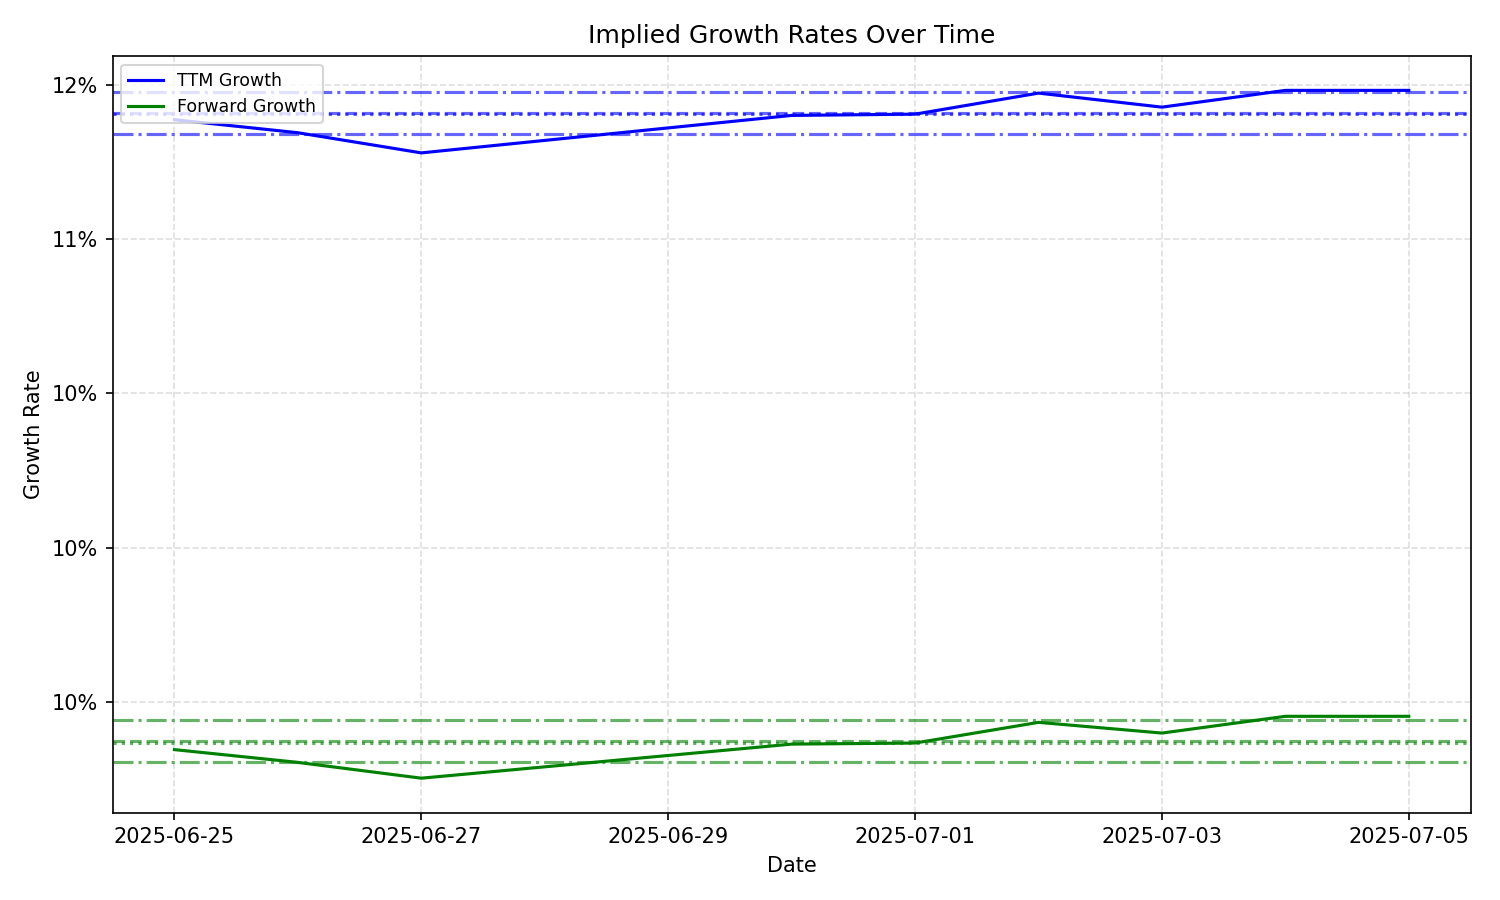 Implied Growth Rates Over Time
TTM Growth
Forward Growth
12%
11%
10%
10%
10%
Growth Rate
2025-06-25
2025-06-27
2025-06-29
2025-07-01
2025-07-03
2025-07-05
Date